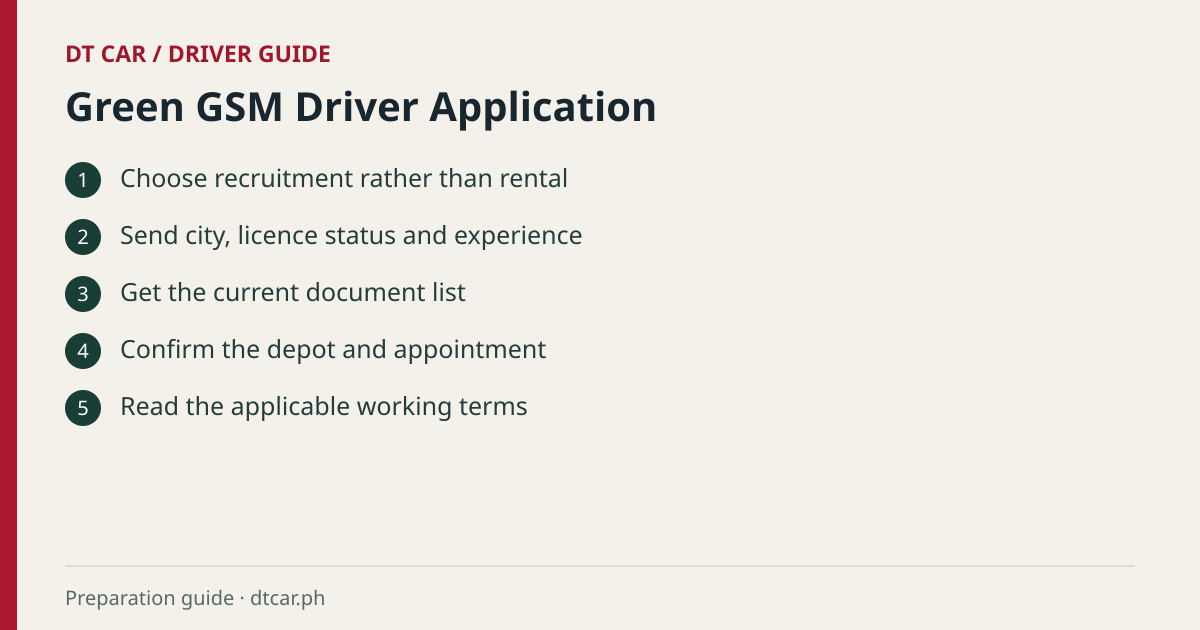 DT CAR / DRIVER GUIDE
Green GSM Driver Application
1 Choose recruitment rather than rental
2 Send city, licence status and experience
3 Get the current document list
4 Confirm the depot and appointment
5 Read the applicable working terms
Preparation guide · dtcar.ph